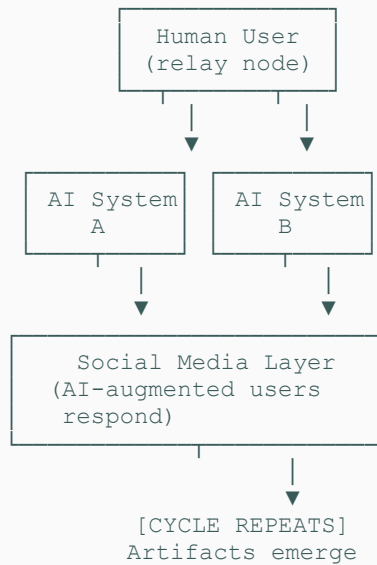 Human User
(relay node)
AI System
A
AI System
B
Social Media Layer
(AI-augmented users
respond)
[CYCLE REPEATS]
Artifacts emerge